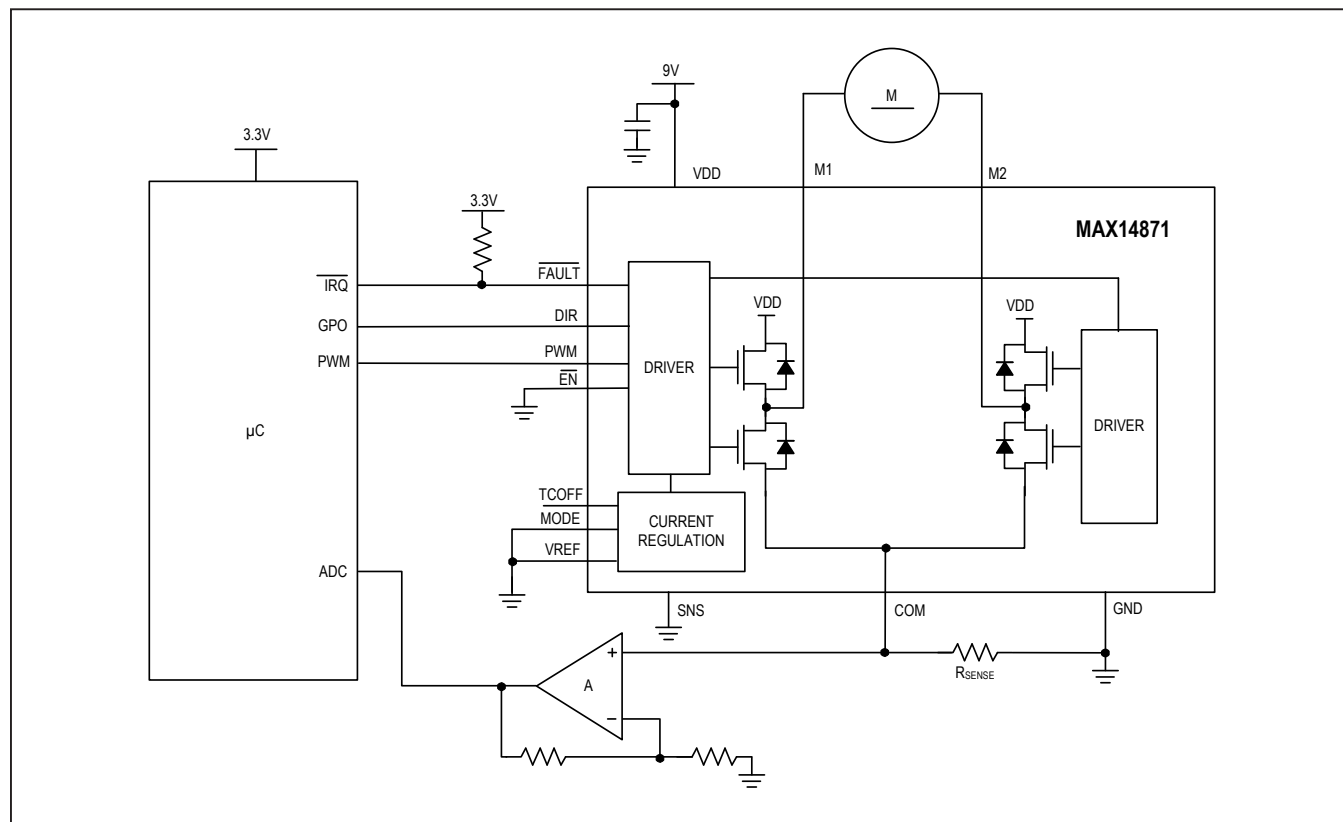 9V
M
3.3V
VDD
M1
M2
3.3V
MAX14871
FAULT
IRQ
VDD
VDD
GPO
DIR
PWM
PWM
DRIVER
EN
DRIVER
µC
TCOFF
MODE
CURRENT
REGULATION
VREF
ADC
SNS
COM
GND
+
A
RSENSE
−